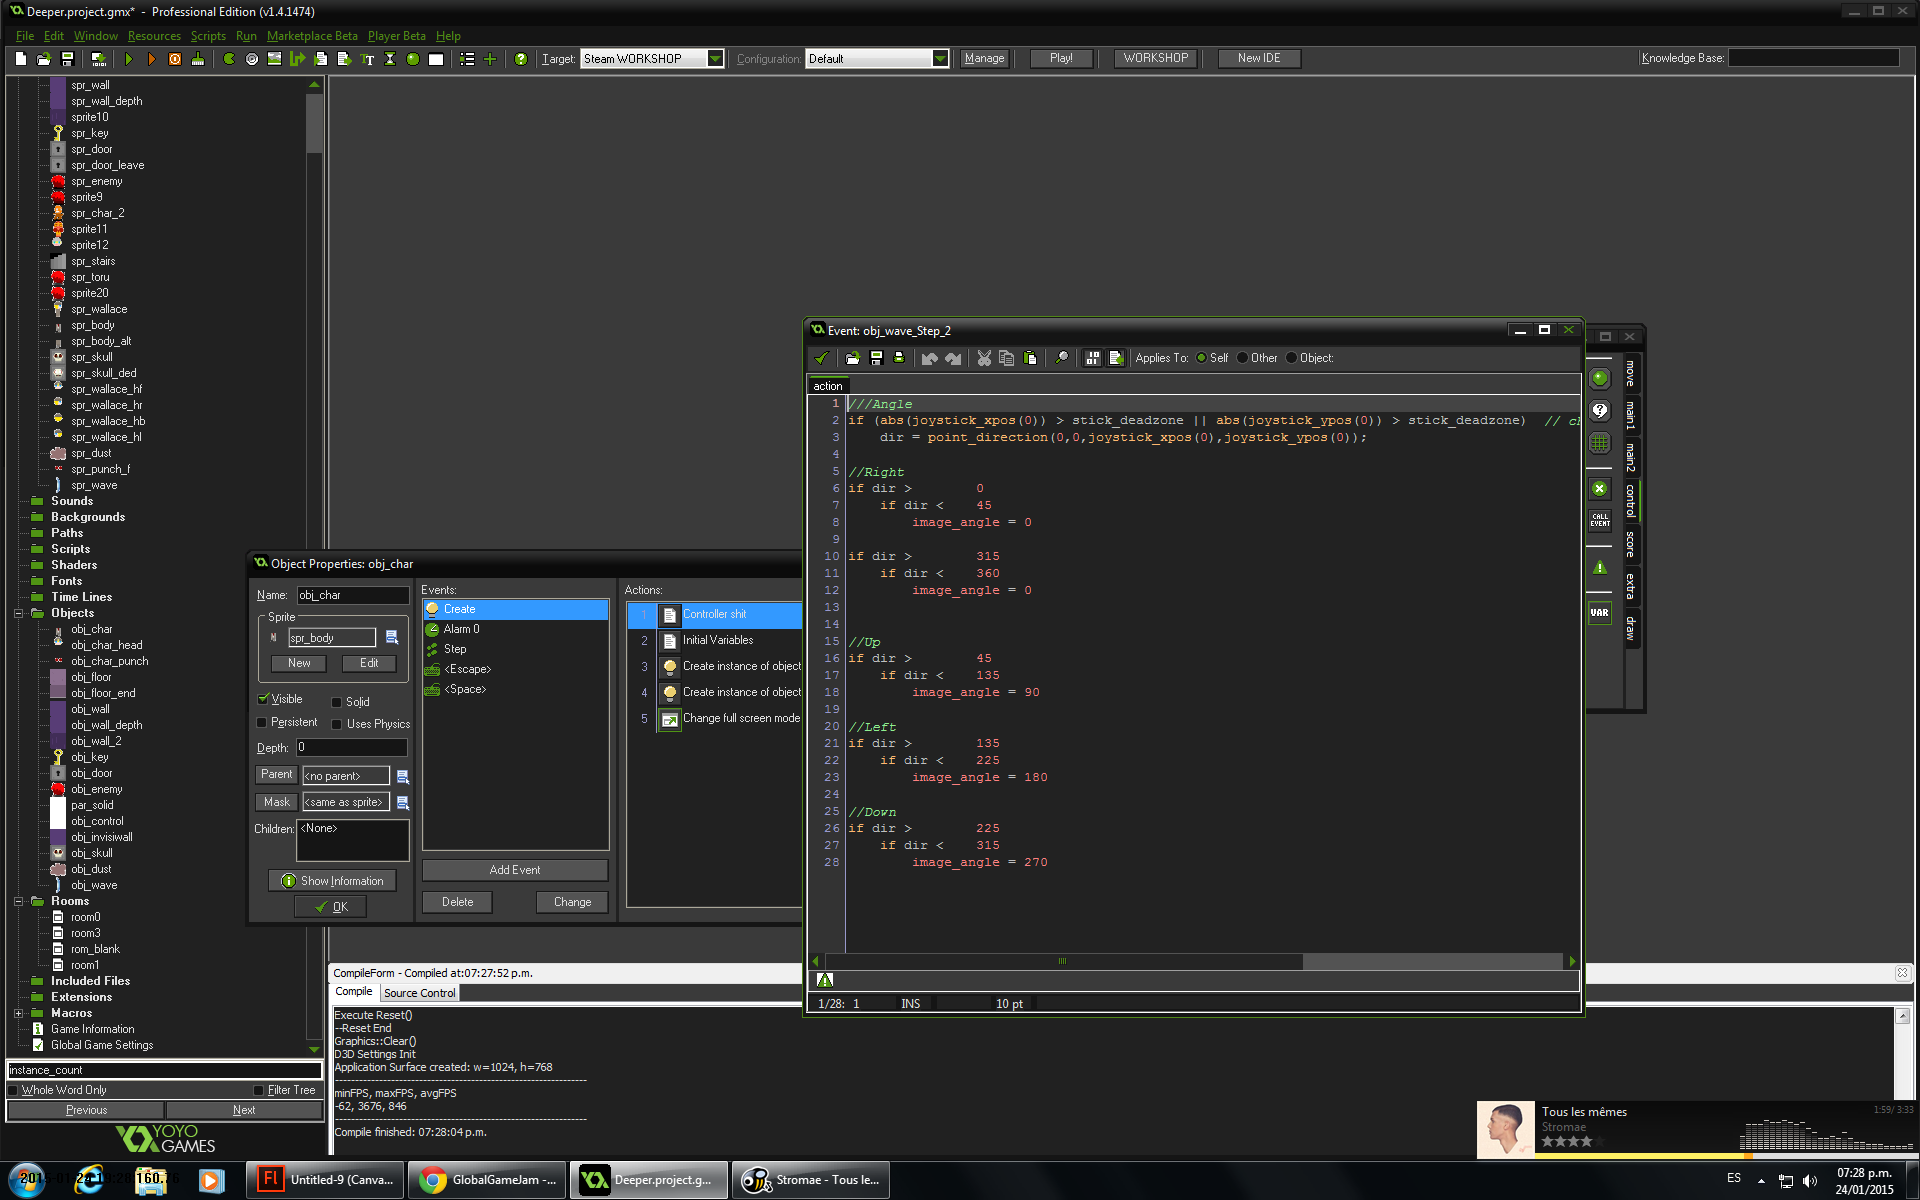 Deeper.project.gmx* - Professional Edition (v1.4.1474)
File Edit Window Resources Scripts Run Marketplace Beta Player Beta Help
Target: Steam WORKSHOP Configuration: Default Manage Play! WORKSHOP New IDE Knowledge Base:
spr_wall
spr_wall_depth
sprite10
spr_key
spr_door
spr_door_leave
spr_enemy
sprite9
spr_char_2
sprite11
sprite12
spr_stairs
spr_toru
sprite20
spr_wallace
spr_body
spr_body_alt
spr_skull
spr_skull_ded
spr_wallace_hf
spr_wallace_hr
spr_wallace_hb
spr_wallace_hl
spr_dust
spr_punch_f
spr_wave
Sounds
Backgrounds
Paths
Scripts
Shaders
Fonts
Time Lines
Objects
obj_char
obj_char_head
obj_char_punch
obj_floor
obj_floor_end
obj_wall
obj_wall_depth
obj_wall_2
obj_key
obj_door
obj_enemy
par_solid
obj_control
obj_invisiwall
obj_skull
obj_dust
obj_wave
Rooms
room0
room3
rom_blank
room1
Included Files
Extensions
Macros
Game Information
Global Game Settings
instance_count
Whole Word Only Filter Tree
Previous Next
YOYO
GAMES
Object Properties: obj_char
Name: obj_char
Sprite
spr_body
New Edit
Visible Solid
Persistent Uses Physics
Depth: 0
Parent <no parent>
Mask <same as sprite>
Children: <None>
Show Information
OK
Events:
Create
Alarm 0
Step
<Escape>
<Space>
Add Event
Delete Change
Actions:
1 Controller shit
2 Initial Variables
3 Create instance of object
4 Create instance of object
5 Change full screen mode
Event: obj_wave_Step_2
Applies To: Self Other Object:
action
1 ///Angle
2 if (abs(joystick_xpos(0)) > stick_deadzone || abs(joystick_ypos(0)) > stick_deadzone) // ch
3 dir = point_direction(0,0,joystick_xpos(0),joystick_ypos(0));
4
5 //Right
6 if dir > 0
7 if dir < 45
8 image_angle = 0
9
10 if dir > 315
11 if dir < 360
12 image_angle = 0
13
14
15 //Up
16 if dir > 45
17 if dir < 135
18 image_angle = 90
19
20 //Left
21 if dir > 135
22 if dir < 225
23 image_angle = 180
24
25 //Down
26 if dir > 225
27 if dir < 315
28 image_angle = 270
1/28: 1 INS 10 pt
move
main1
main2
control
score
extra
draw
CALL
EVENT
VAR
CompileForm - Compiled at:07:27:52 p.m.
Compile Source Control
Execute Reset()
--Reset End
Graphics::Clear()
D3D Settings Init
Application Surface created: w=1024, h=768
minFPS, maxFPS, avgFPS
-62, 3676, 846
Compile finished: 07:28:04 p.m.
Tous les mêmes 1:59/ 3:33
Stromae
Untitled-9 (Canva...
GlobalGameJam -...
Deeper.project.g...
Stromae - Tous le...
ES
07:28 p.m.
24/01/2015